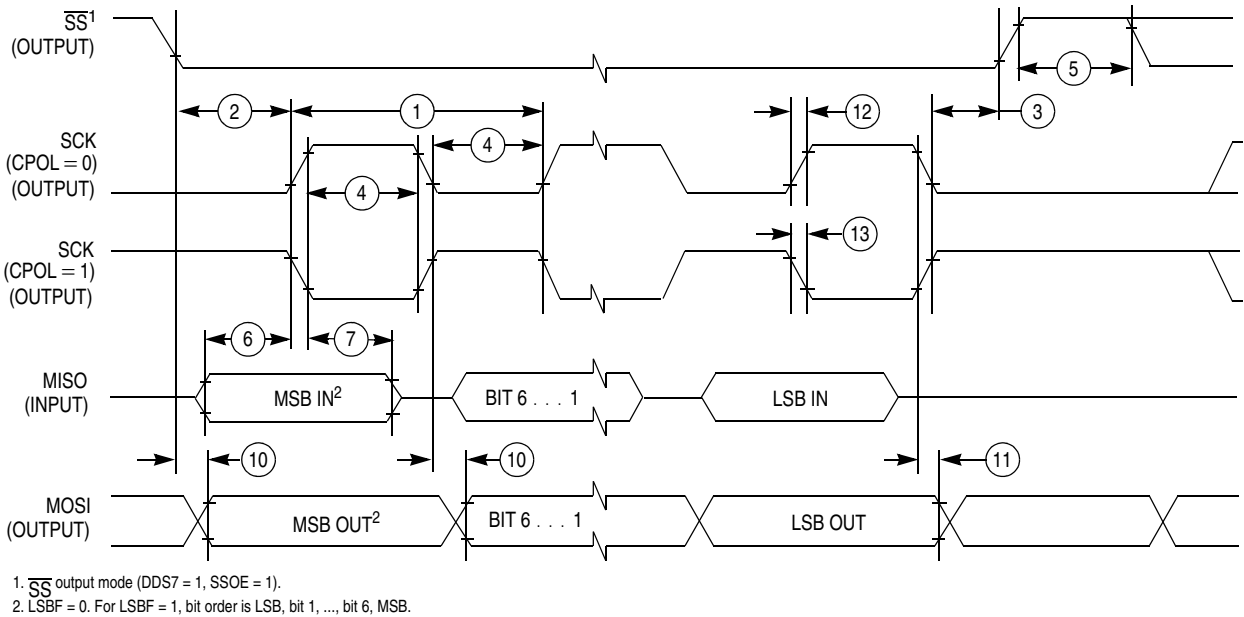 SS1
(OUTPUT)
5
2
1
12
3
SCK
(CPOL = 0)
(OUTPUT)
4
4
13
SCK
(CPOL = 1)
(OUTPUT)
6
7
MISO
(INPUT)
MSB IN2
BIT 6 . . . 1
LSB IN
10
10
11
MOSI
(OUTPUT)
MSB OUT2
BIT 6 . . . 1
LSB OUT
1. SS output mode (DDS7 = 1, SSOE = 1).
2. LSBF = 0. For LSBF = 1, bit order is LSB, bit 1, ..., bit 6, MSB.